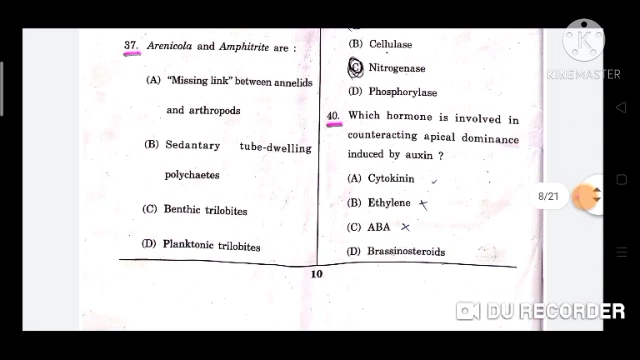 37. Arenicola and Amphitrite are :
(A) "Missing link" between annelids
and arthropods
(B) Sedantary tube-dwelling
polychaetes
(C) Benthic trilobites
(D) Planktonic trilobites
(B) Cellulase
(C) Nitrogenase
(D) Phosphorylase
40. Which hormone is involved in
counteracting apical dominance
induced by auxin ?
(A) Cytokinin
(B) Ethylene
(C) ABA
(D) Brassinosteroids
10
8/21
KINEMASTER
DU RECORDER